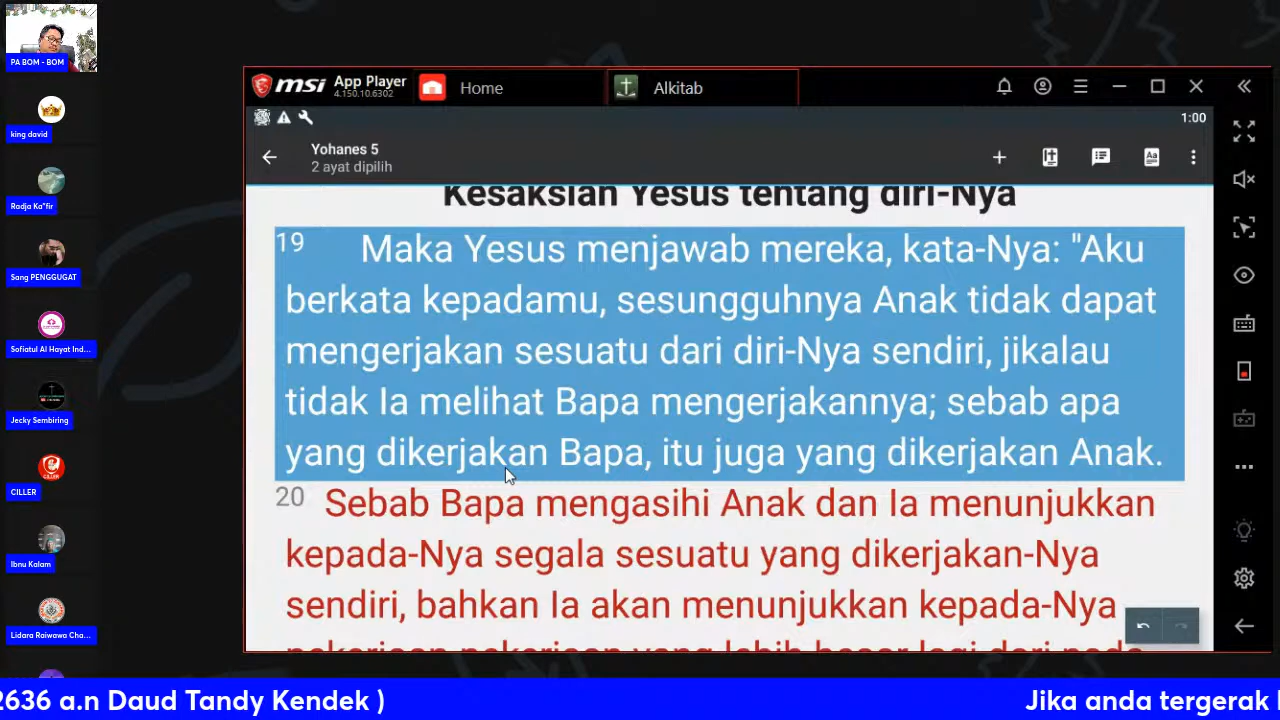 PA BOM - BOM
king david
Radja Ka"fir
Sang PENGGUGAT
Sofiatul Al Hayat Ind...
Jecky Sembiring
CILLER
Ibnu Kalam
Lidara Raiwawa Cha...
msi App Player
4.150.10.6302
Home
Alkitab
1:00
Yohanes 5
2 ayat dipilih
Kesaksian Yesus tentang diri-Nya
19 Maka Yesus menjawab mereka, kata-Nya: "Aku
berkata kepadamu, sesungguhnya Anak tidak dapat
mengerjakan sesuatu dari diri-Nya sendiri, jikalau
tidak Ia melihat Bapa mengerjakannya; sebab apa
yang dikerjakan Bapa, itu juga yang dikerjakan Anak.
20 Sebab Bapa mengasihi Anak dan Ia menunjukkan
kepada-Nya segala sesuatu yang dikerjakan-Nya
sendiri, bahkan Ia akan menunjukkan kepada-Nya
2636 a.n Daud Tandy Kendek )
Jika anda tergerak